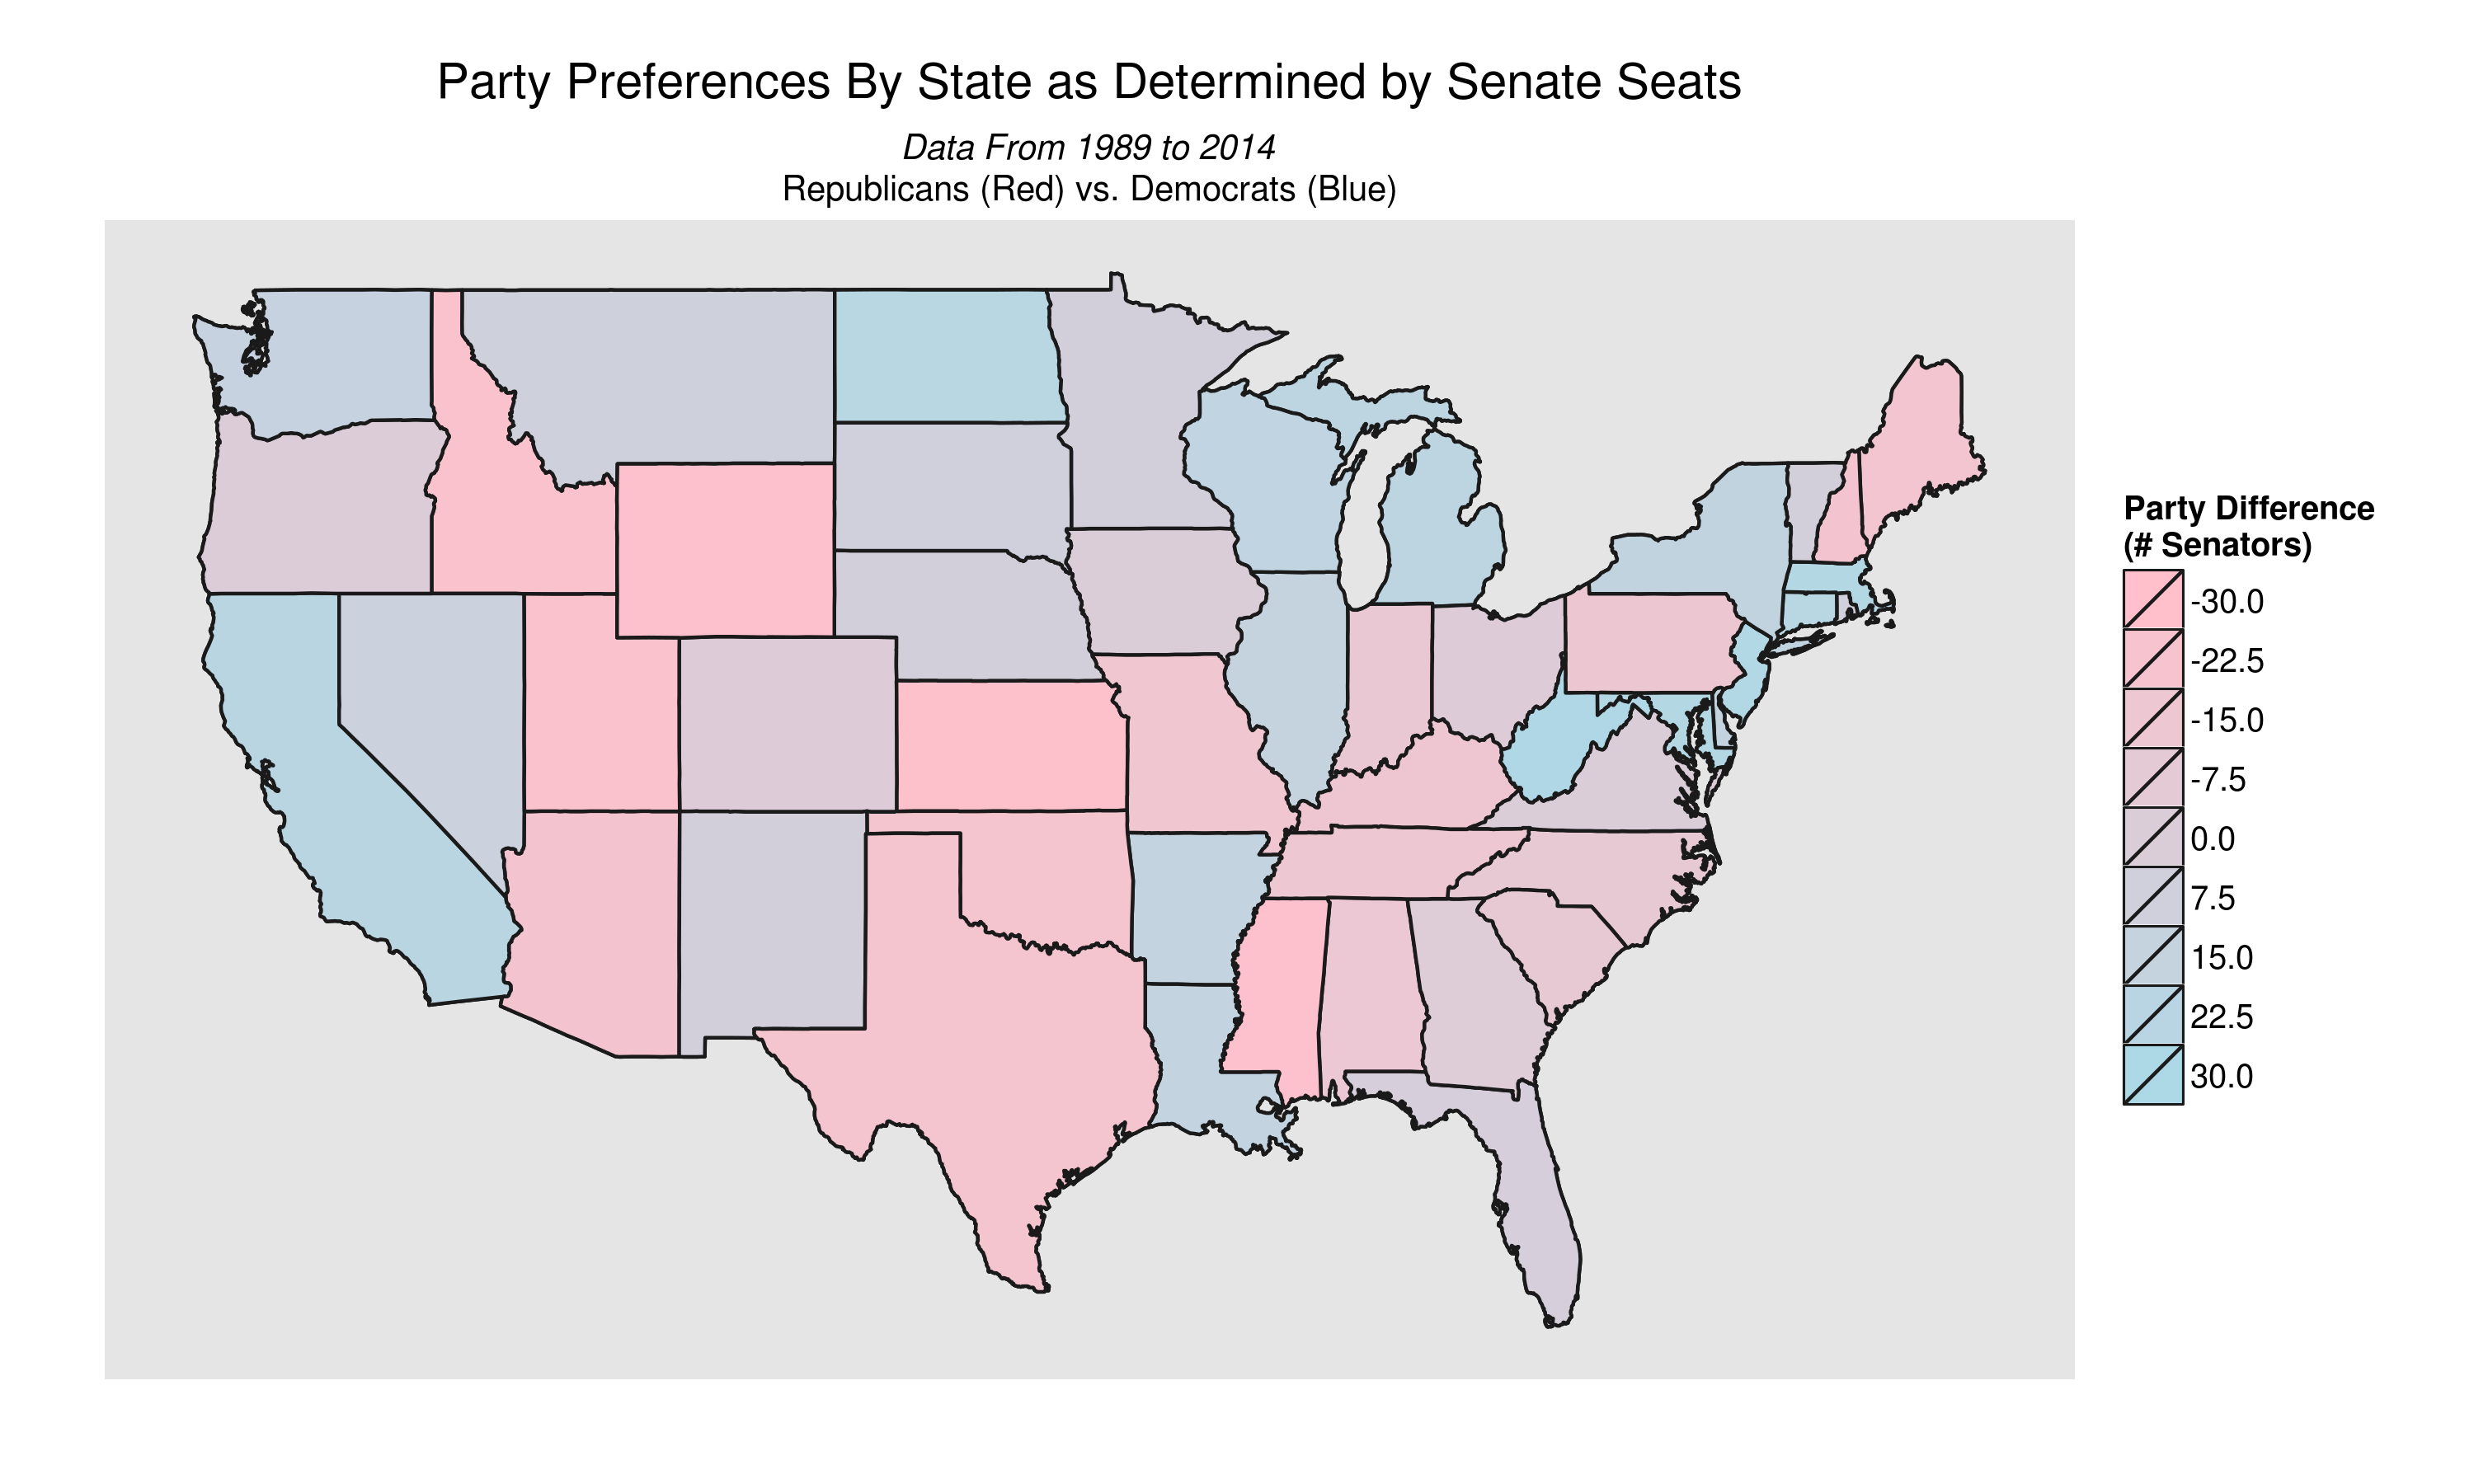 Party Preferences By State as Determined by Senate Seats
Data From 1989 to 2014
Republicans (Red) vs. Democrats (Blue)
Party Difference
(# Senators)
-30.0
-22.5
-15.0
-7.5
0.0
7.5
15.0
22.5
30.0